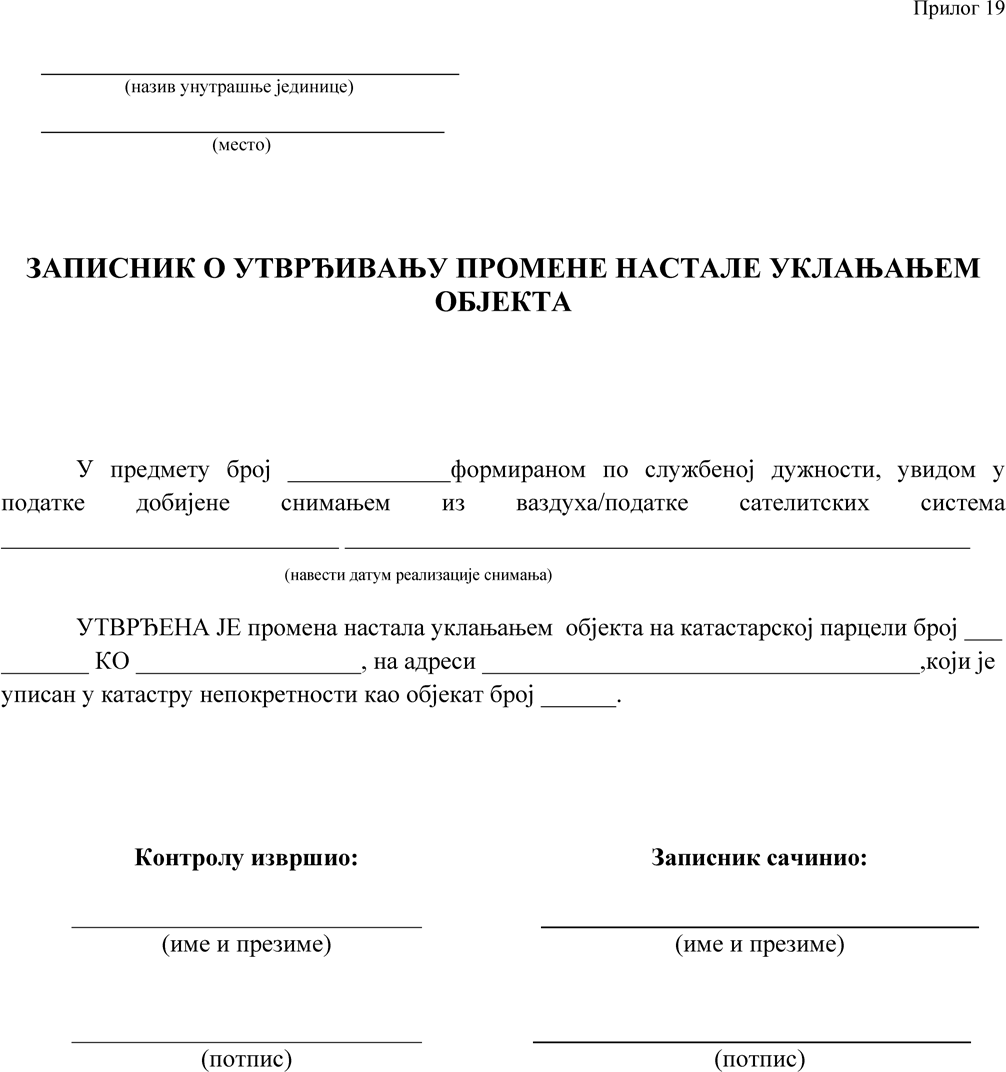 Прилог 19
(назив унутрашње јединице)
(место)
ЗАПИСНИК О УТВРЂИВАЊУ ПРОМЕНЕ НАСТАЛЕ УКЛАЊАЊЕМ
ОБЈЕКТА
У предмету број _____________формираном по службеној дужности, увидом у
податке добијене снимањем из ваздуха/податке сателитских система
___________________________ __________________________________________________
(навести датум реализације снимања)
УТВРЂЕНА ЈЕ промена настала уклањањем објекта на катастарској парцели број ___
_______ КО __________________, на адреси ___________________________________,који је
уписан у катастру непокретности као објекат број ______.
Контролу извршио: Записник сачинио:
(име и презиме) (име и презиме)
(потпис) (потпис)